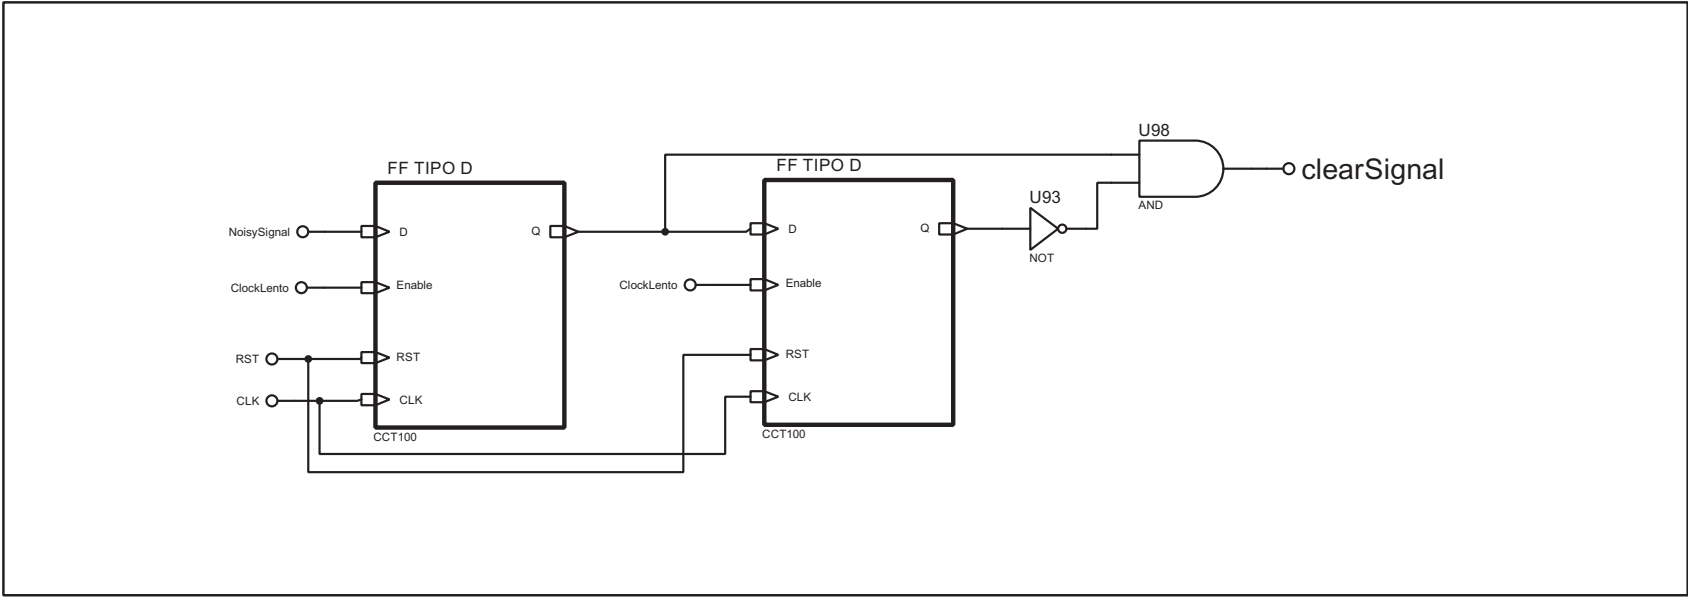 U98
clearSignal
AND
FF TIPO D
NoisySignal
D
Q
ClockLento
Enable
RST
RST
CLK
CLK
CCT100
FF TIPO D
D
Q
ClockLento
Enable
RST
CLK
CCT100
U93
NOT